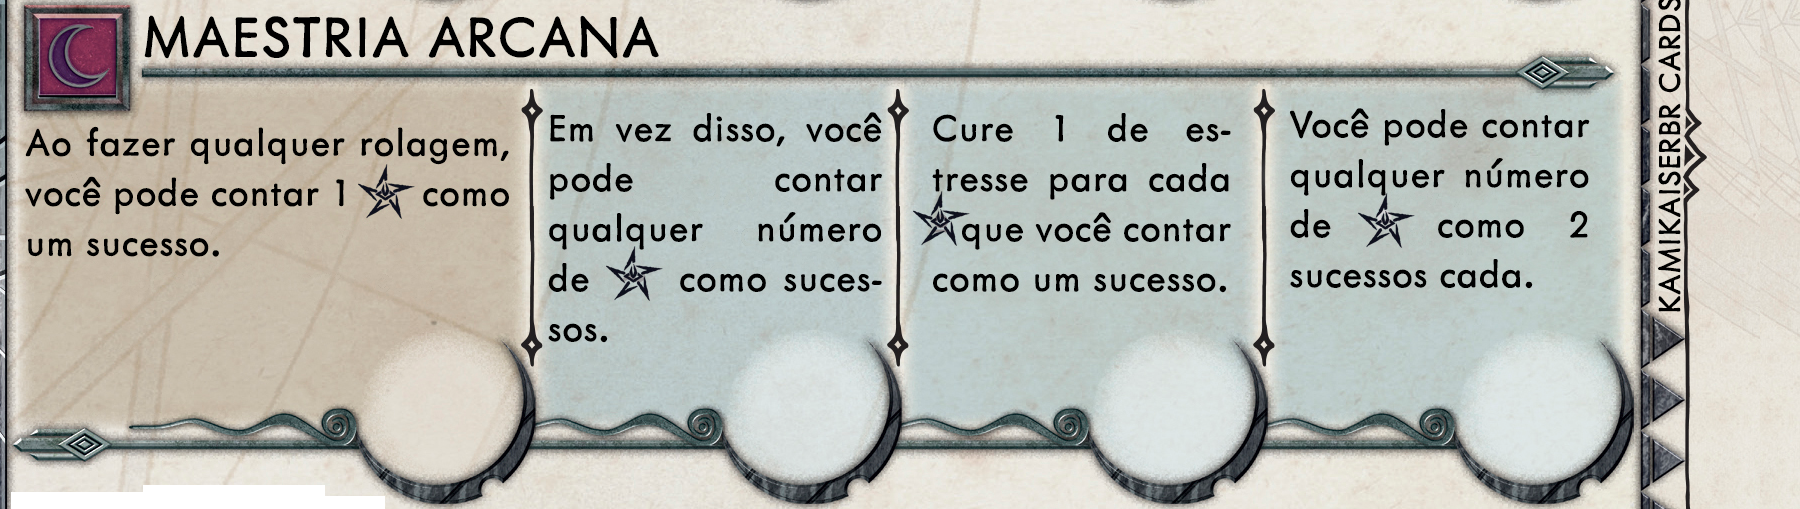 MAESTRIA ARCANA
Ao fazer qualquer rolagem,
você pode contar 1 como
um sucesso.
Em vez disso, você
pode contar
qualquer número
de como suces-
sos.
Cure 1 de es-
tresse para cada
que você contar
como um sucesso.
Você pode contar
qualquer número
de como 2
sucessos cada.
KAMIKAISERBR CARDS